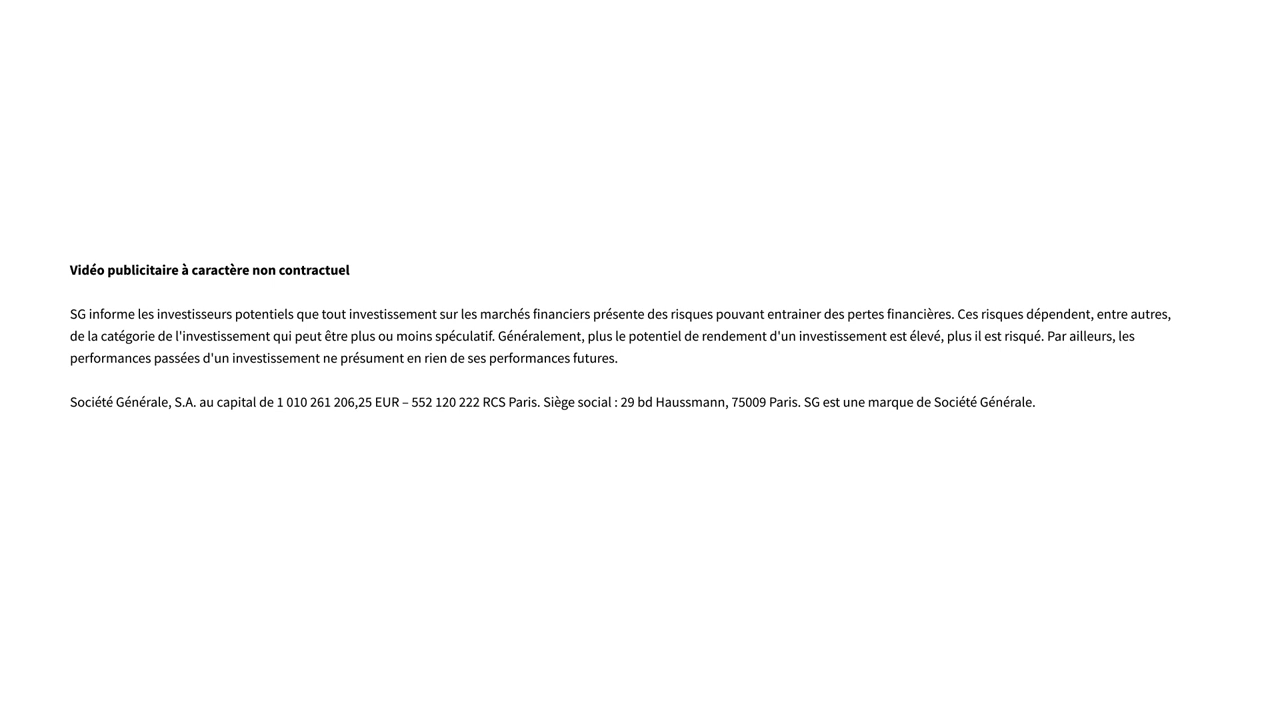 Vidéo publicitaire à caractère non contractuel
SG informe les investisseurs potentiels que tout investissement sur les marchés financiers présente des risques pouvant entrainer des pertes financières. Ces risques dépendent, entre autres,
de la catégorie de l'investissement qui peut être plus ou moins spéculatif. Généralement, plus le potentiel de rendement d'un investissement est élevé, plus il est risqué. Par ailleurs, les
performances passées d'un investissement ne présument en rien de ses performances futures.
Société Générale, S.A. au capital de 1 010 261 206,25 EUR – 552 120 222 RCS Paris. Siège social : 29 bd Haussmann, 75009 Paris. SG est une marque de Société Générale.